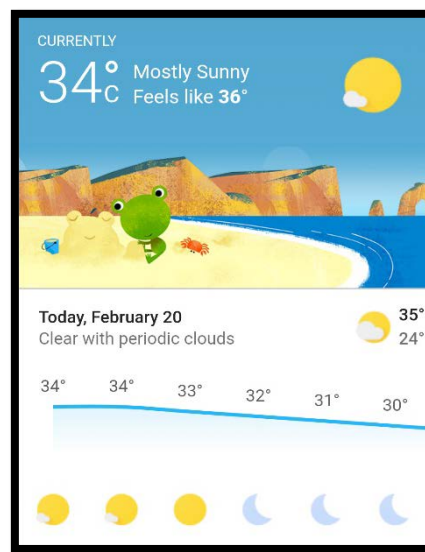 CURRENTLY
34°C
Mostly Sunny
Feels like 36°
Today, February 20
Clear with periodic clouds
35°
24°
34° 34° 33° 32° 31° 30°